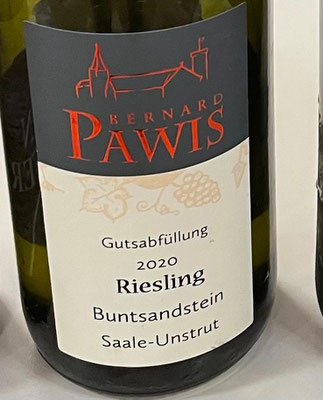 BERNARD
PAWIS
Gutsabfüllung
2020
Riesling
Buntsandstein
Saale-Unstrut